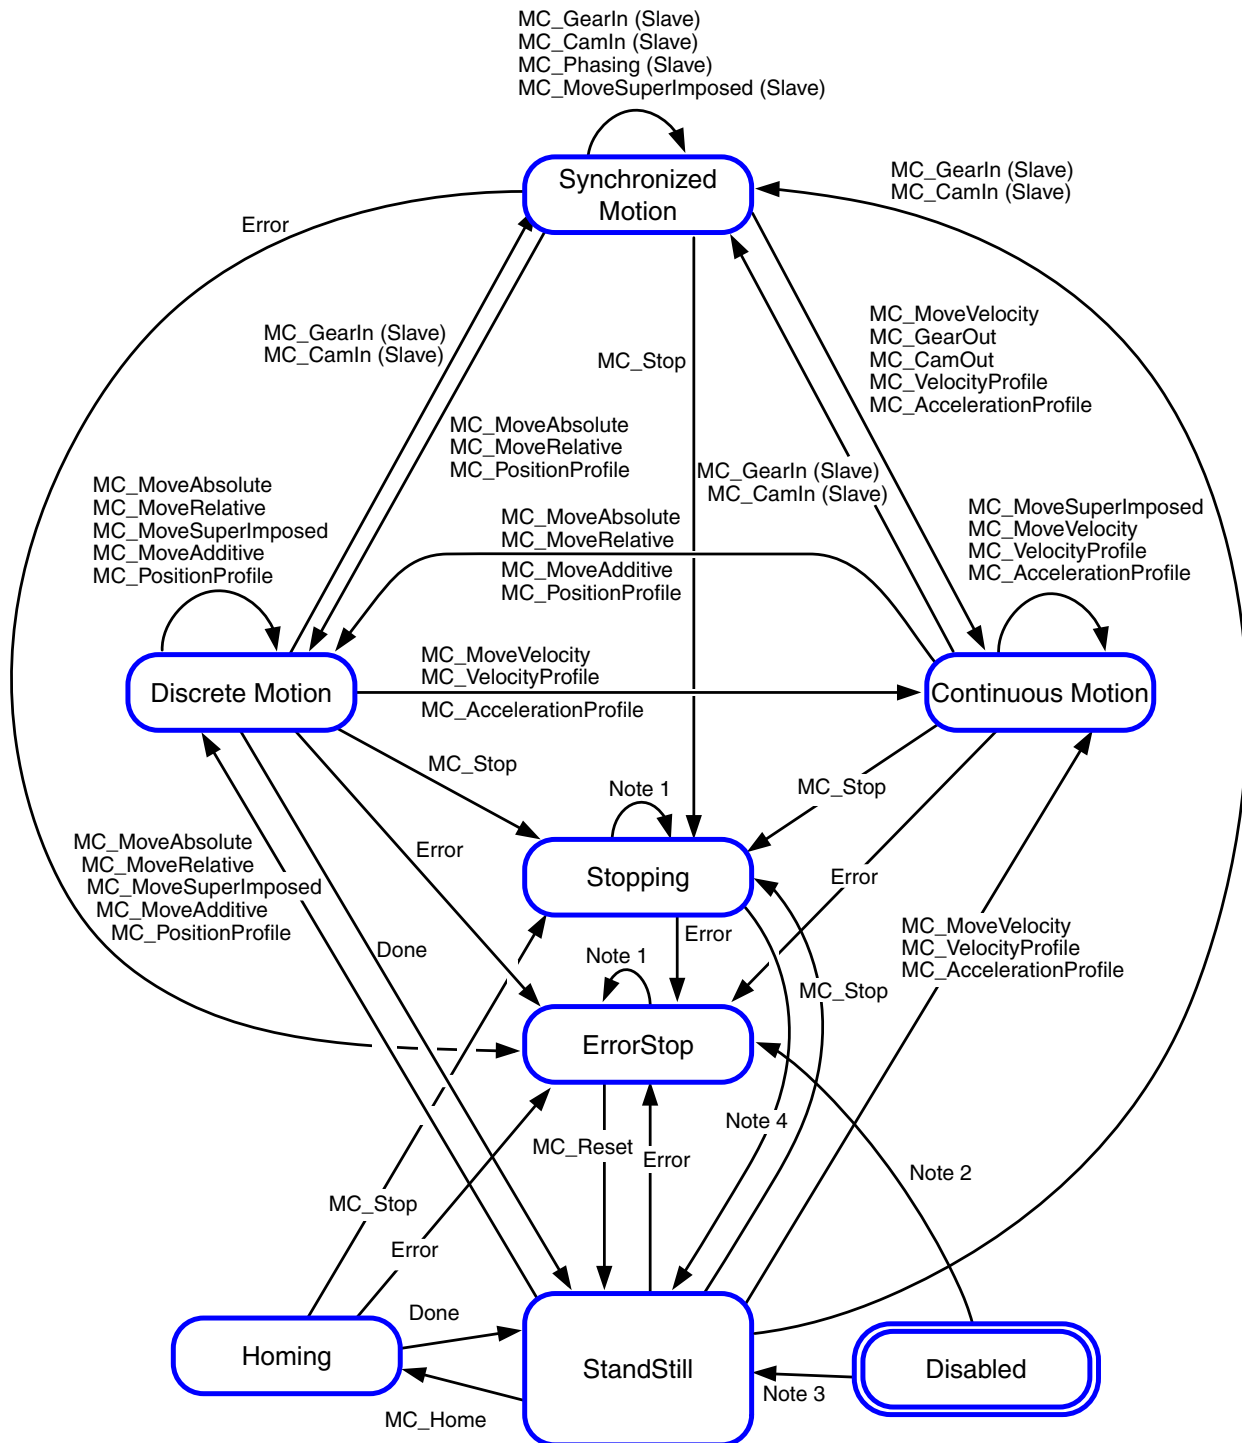 MC_GearIn (Slave)
MC_CamIn (Slave)
MC_Phasing (Slave)
MC_MoveSuperImposed (Slave)
Synchronized
Motion
MC_GearIn (Slave)
MC_CamIn (Slave)
Error
MC_GearIn (Slave)
MC_CamIn (Slave)
MC_Stop
MC_MoveVelocity
MC_GearOut
MC_CamOut
MC_VelocityProfile
MC_AccelerationProfile
MC_MoveAbsolute
MC_MoveRelative
MC_PositionProfile
MC_GearIn (Slave)
MC_CamIn (Slave)
MC_MoveAbsolute
MC_MoveRelative
MC_MoveSuperImposed
MC_MoveAdditive
MC_PositionProfile
MC_MoveAbsolute
MC_MoveRelative
MC_MoveAdditive
MC_PositionProfile
MC_MoveSuperImposed
MC_MoveVelocity
MC_VelocityProfile
MC_AccelerationProfile
Discrete Motion
MC_MoveVelocity
MC_VelocityProfile
MC_AccelerationProfile
Continuous Motion
MC_Stop
Note 1
MC_Stop
MC_MoveAbsolute
MC_MoveRelative
MC_MoveSuperImposed
MC_MoveAdditive
MC_PositionProfile
Error
Stopping
Error
Done
Error
Note 1
MC_Stop
MC_MoveVelocity
MC_VelocityProfile
MC_AccelerationProfile
ErrorStop
MC_Reset
Error
Note 4
Note 2
MC_Stop
Error
Done
Homing
StandStill
Disabled
MC_Home
Note 3